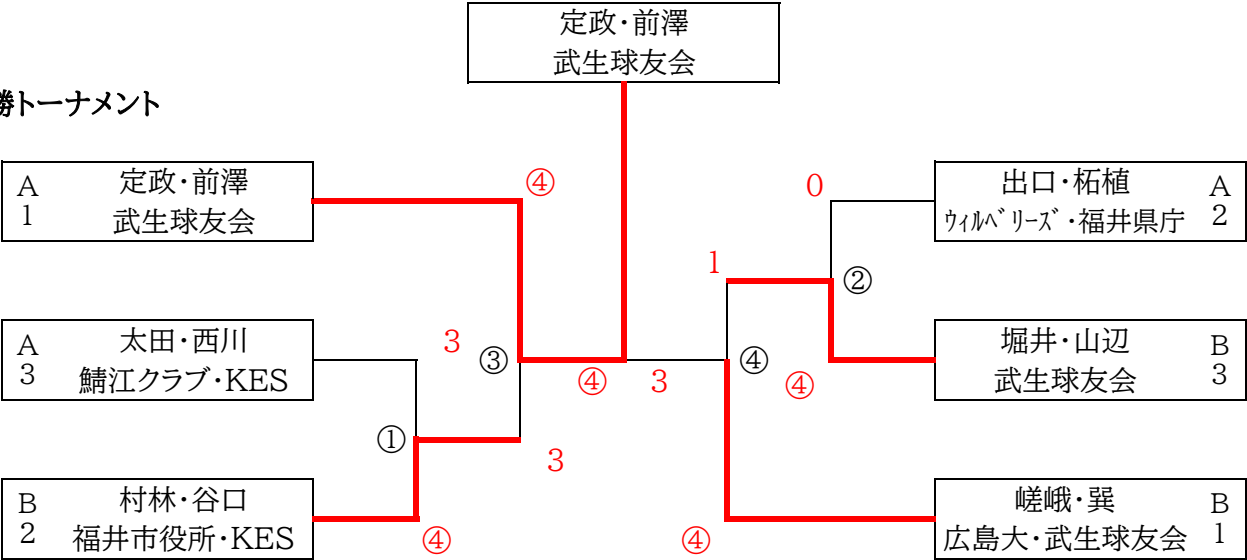 定政・前澤
武生球友会
勝トーナメント
A
1
定政・前澤
武生球友会
④
0
出口・柘植
ウィルベリーズ・福井県庁
A
2
1
②
A
3
太田・西川
鯖江クラブ・KES
3
③
④
3
④
④
堀井・山辺
武生球友会
B
3
①
3
B
2
村林・谷口
福井市役所・KES
④
④
嵯峨・巽
広島大・武生球友会
B
1